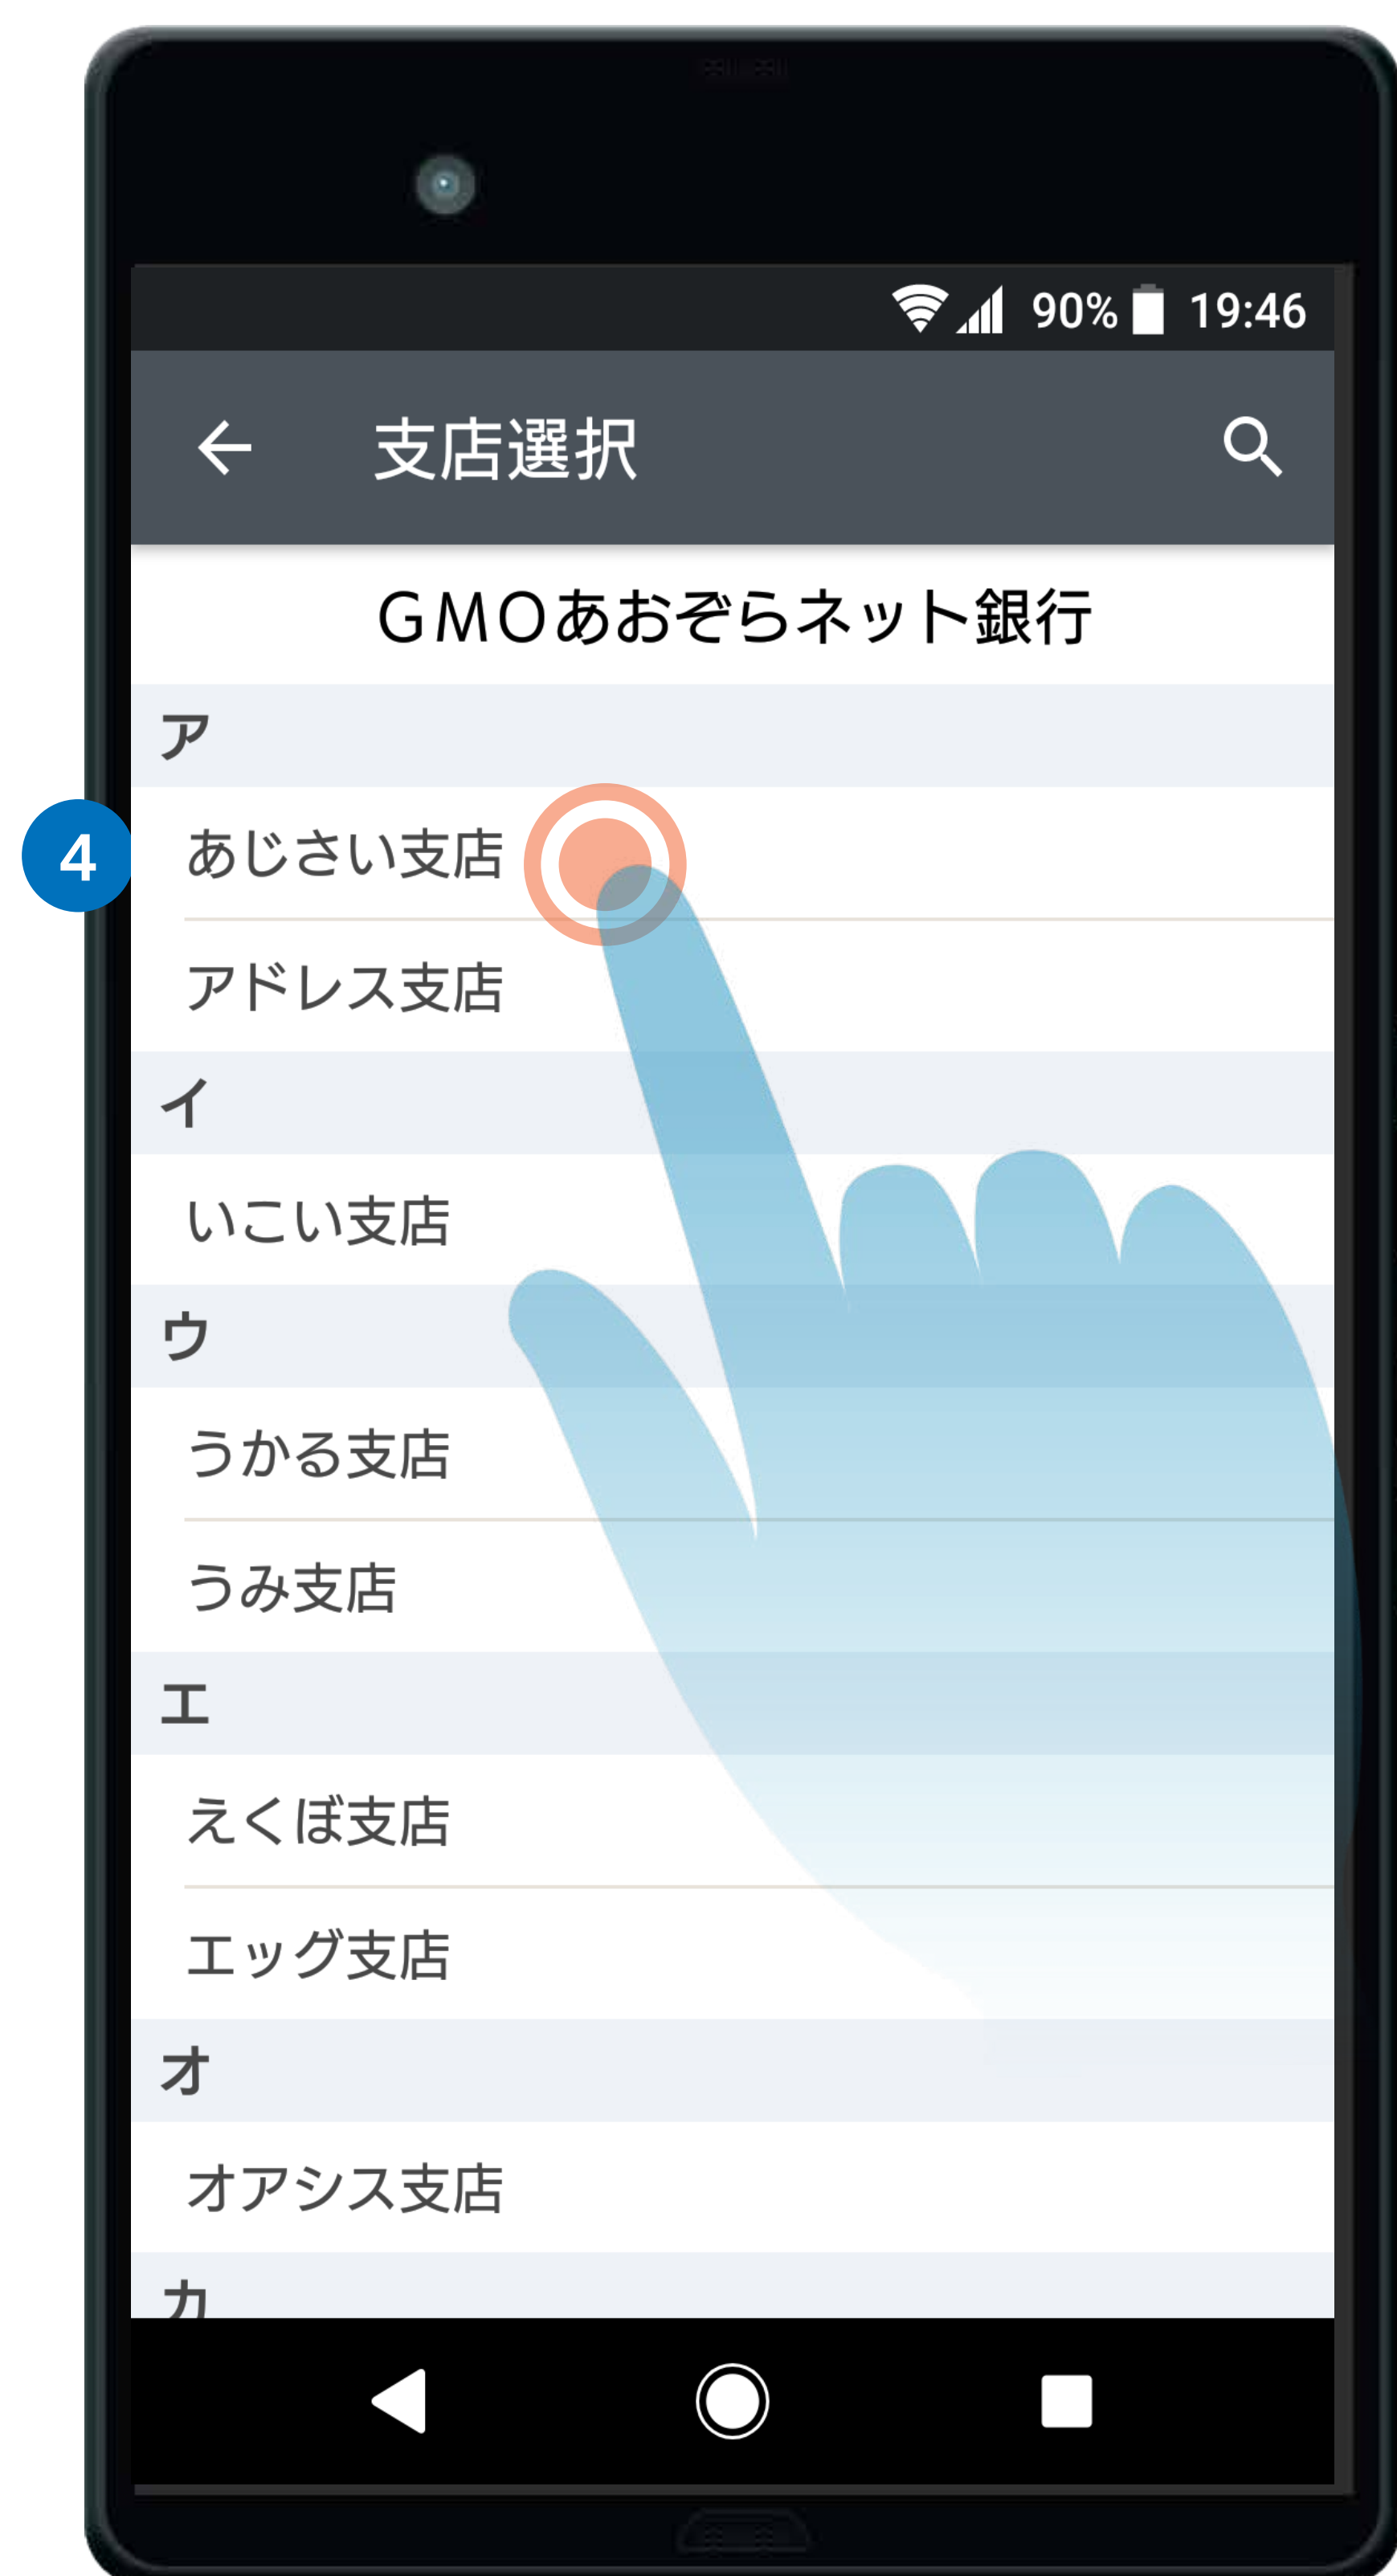 90% 19:46
支店選択
GMOあおぞらネット銀行
ア
4
あじさい支店
アドレス支店
イ
いこい支店
ウ
うかる支店
うみ支店
エ
えくぼ支店
エッグ支店
オ
オアシス支店
カ